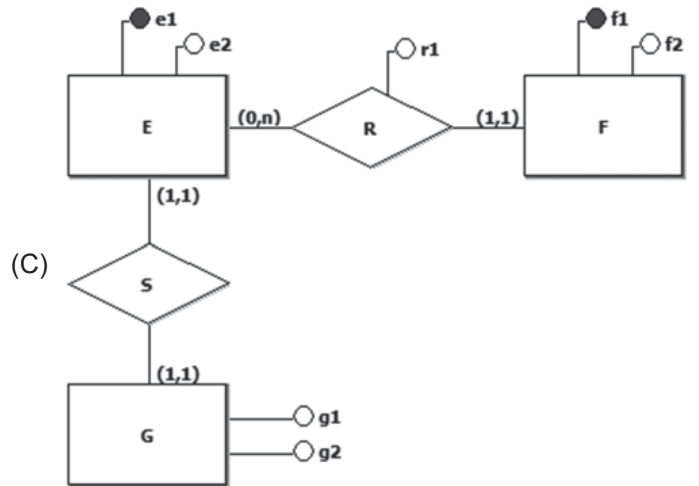 e1
e2
r1
f1
f2
E
(0,n)
R
(1,1)
F
(1,1)
(C)
S
(1,1)
G
g1
g2